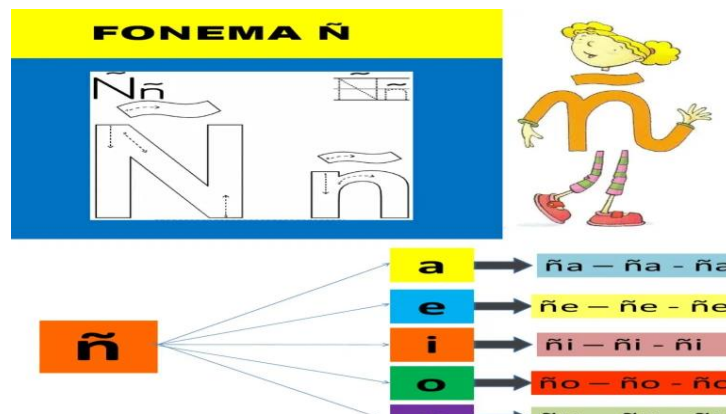 FONEMA Ñ
Ññ Ññ
Ñ ñ
ñ
a ña – ña - ña
e ñe – ñe - ñe
ñ
i ñi – ñi - ñi
o ño – ño - ño